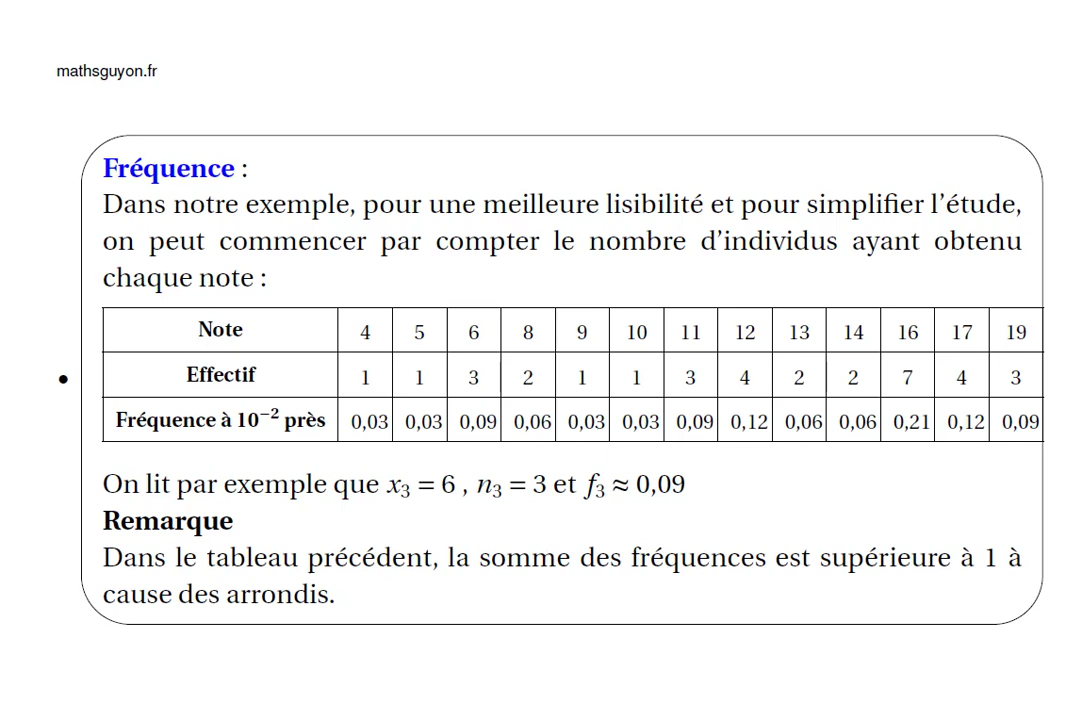 mathsguyon.fr
Fréquence :
Dans notre exemple, pour une meilleure lisibilité et pour simplifier l'étude,
on peut commencer par compter le nombre d'individus ayant obtenu
chaque note :
Note 4 5 6 8 9 10 11 12 13 14 16 17 19
Effectif 1 1 3 2 1 1 3 4 2 2 7 4 3
Fréquence à 10⁻² près 0,03 0,03 0,09 0,06 0,03 0,03 0,09 0,12 0,06 0,06 0,21 0,12 0,09
On lit par exemple que x₃ = 6 , n₃ = 3 et f₃ ≈ 0,09
Remarque
Dans le tableau précédent, la somme des fréquences est supérieure à 1 à
cause des arrondis.